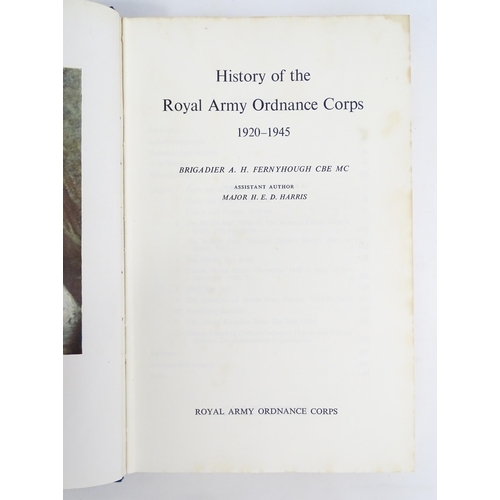 History of the
Royal Army Ordnance Corps
1920–1945
BRIGADIER A. H. FERNYHOUGH CBE MC
ASSISTANT AUTHOR
MAJOR H. E. D. HARRIS
ROYAL ARMY ORDNANCE CORPS